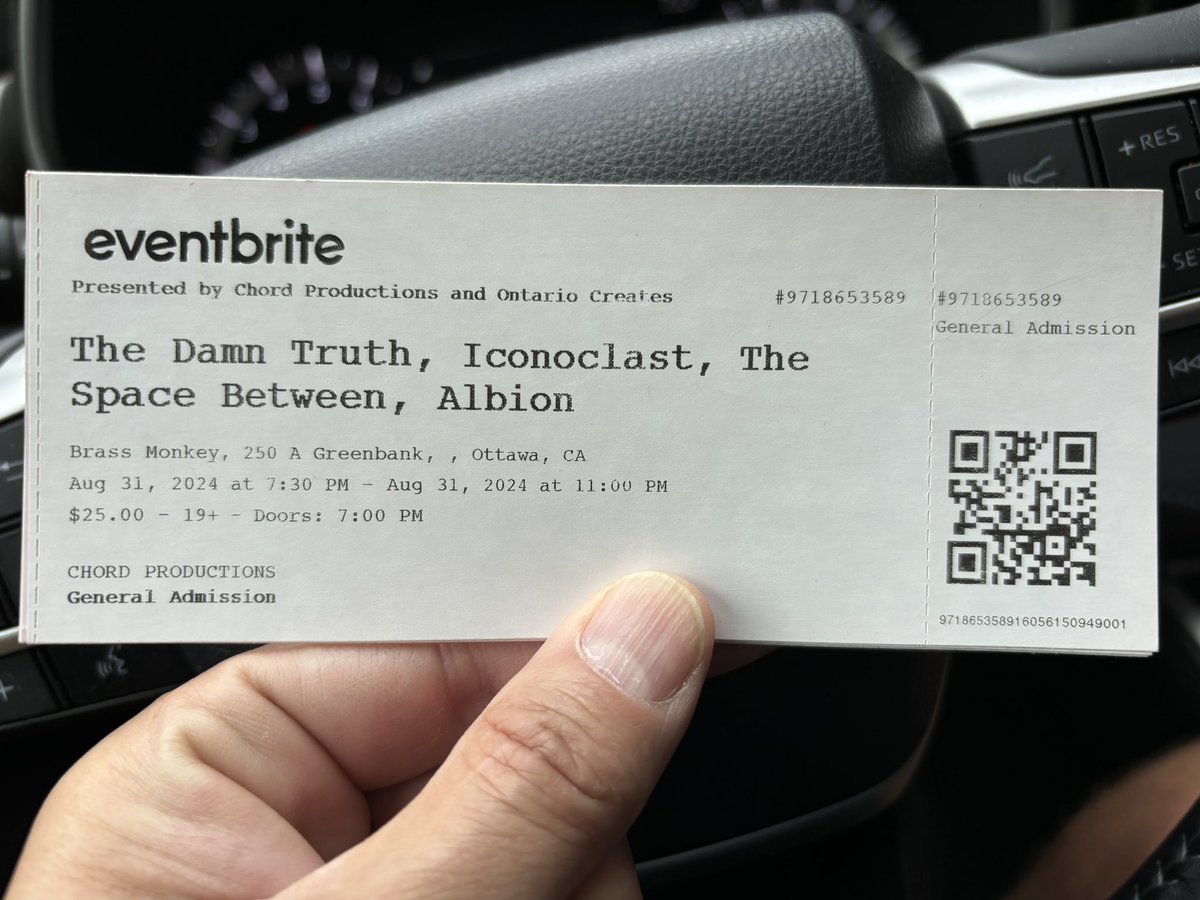 eventbrite
Presented by Chord Productions and Ontario Creates
#9718653589
The Damn Truth, Iconoclast, The
Space Between, Albion
Brass Monkey, 250 A Greenbank, , Ottawa, CA
Aug 31, 2024 at 7:30 PM - Aug 31, 2024 at 11:00 PM
$25.00 - 19+ - Doors: 7:00 PM
CHORD PRODUCTIONS
General Admission
#9718653589
General Admission
971865358916056150949001
+RES
SE